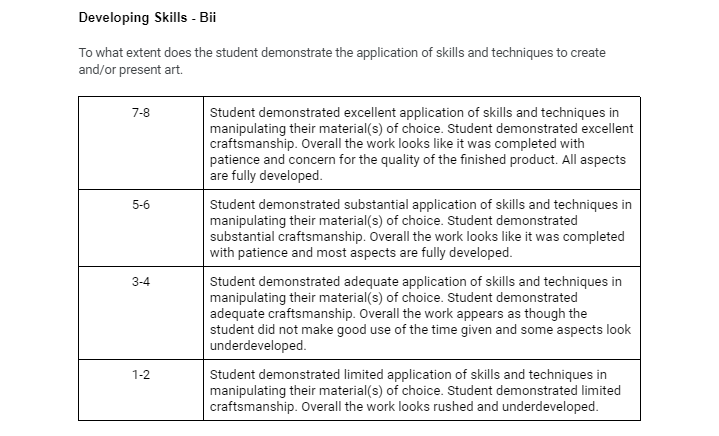 Developing Skills - Bii
To what extent does the student demonstrate the application of skills and techniques to create
and/or present art.
7-8
Student demonstrated excellent application of skills and techniques in
manipulating their material(s) of choice. Student demonstrated excellent
craftsmanship. Overall the work looks like it was completed with
patience and concern for the quality of the finished product. All aspects
are fully developed.
5-6
Student demonstrated substantial application of skills and techniques in
manipulating their material(s) of choice. Student demonstrated
substantial craftsmanship. Overall the work looks like it was completed
with patience and most aspects are fully developed.
3-4
Student demonstrated adequate application of skills and techniques in
manipulating their material(s) of choice. Student demonstrated
adequate craftsmanship. Overall the work appears as though the
student did not make good use of the time given and some aspects look
underdeveloped.
1-2
Student demonstrated limited application of skills and techniques in
manipulating their material(s) of choice. Student demonstrated limited
craftsmanship. Overall the work looks rushed and underdeveloped.